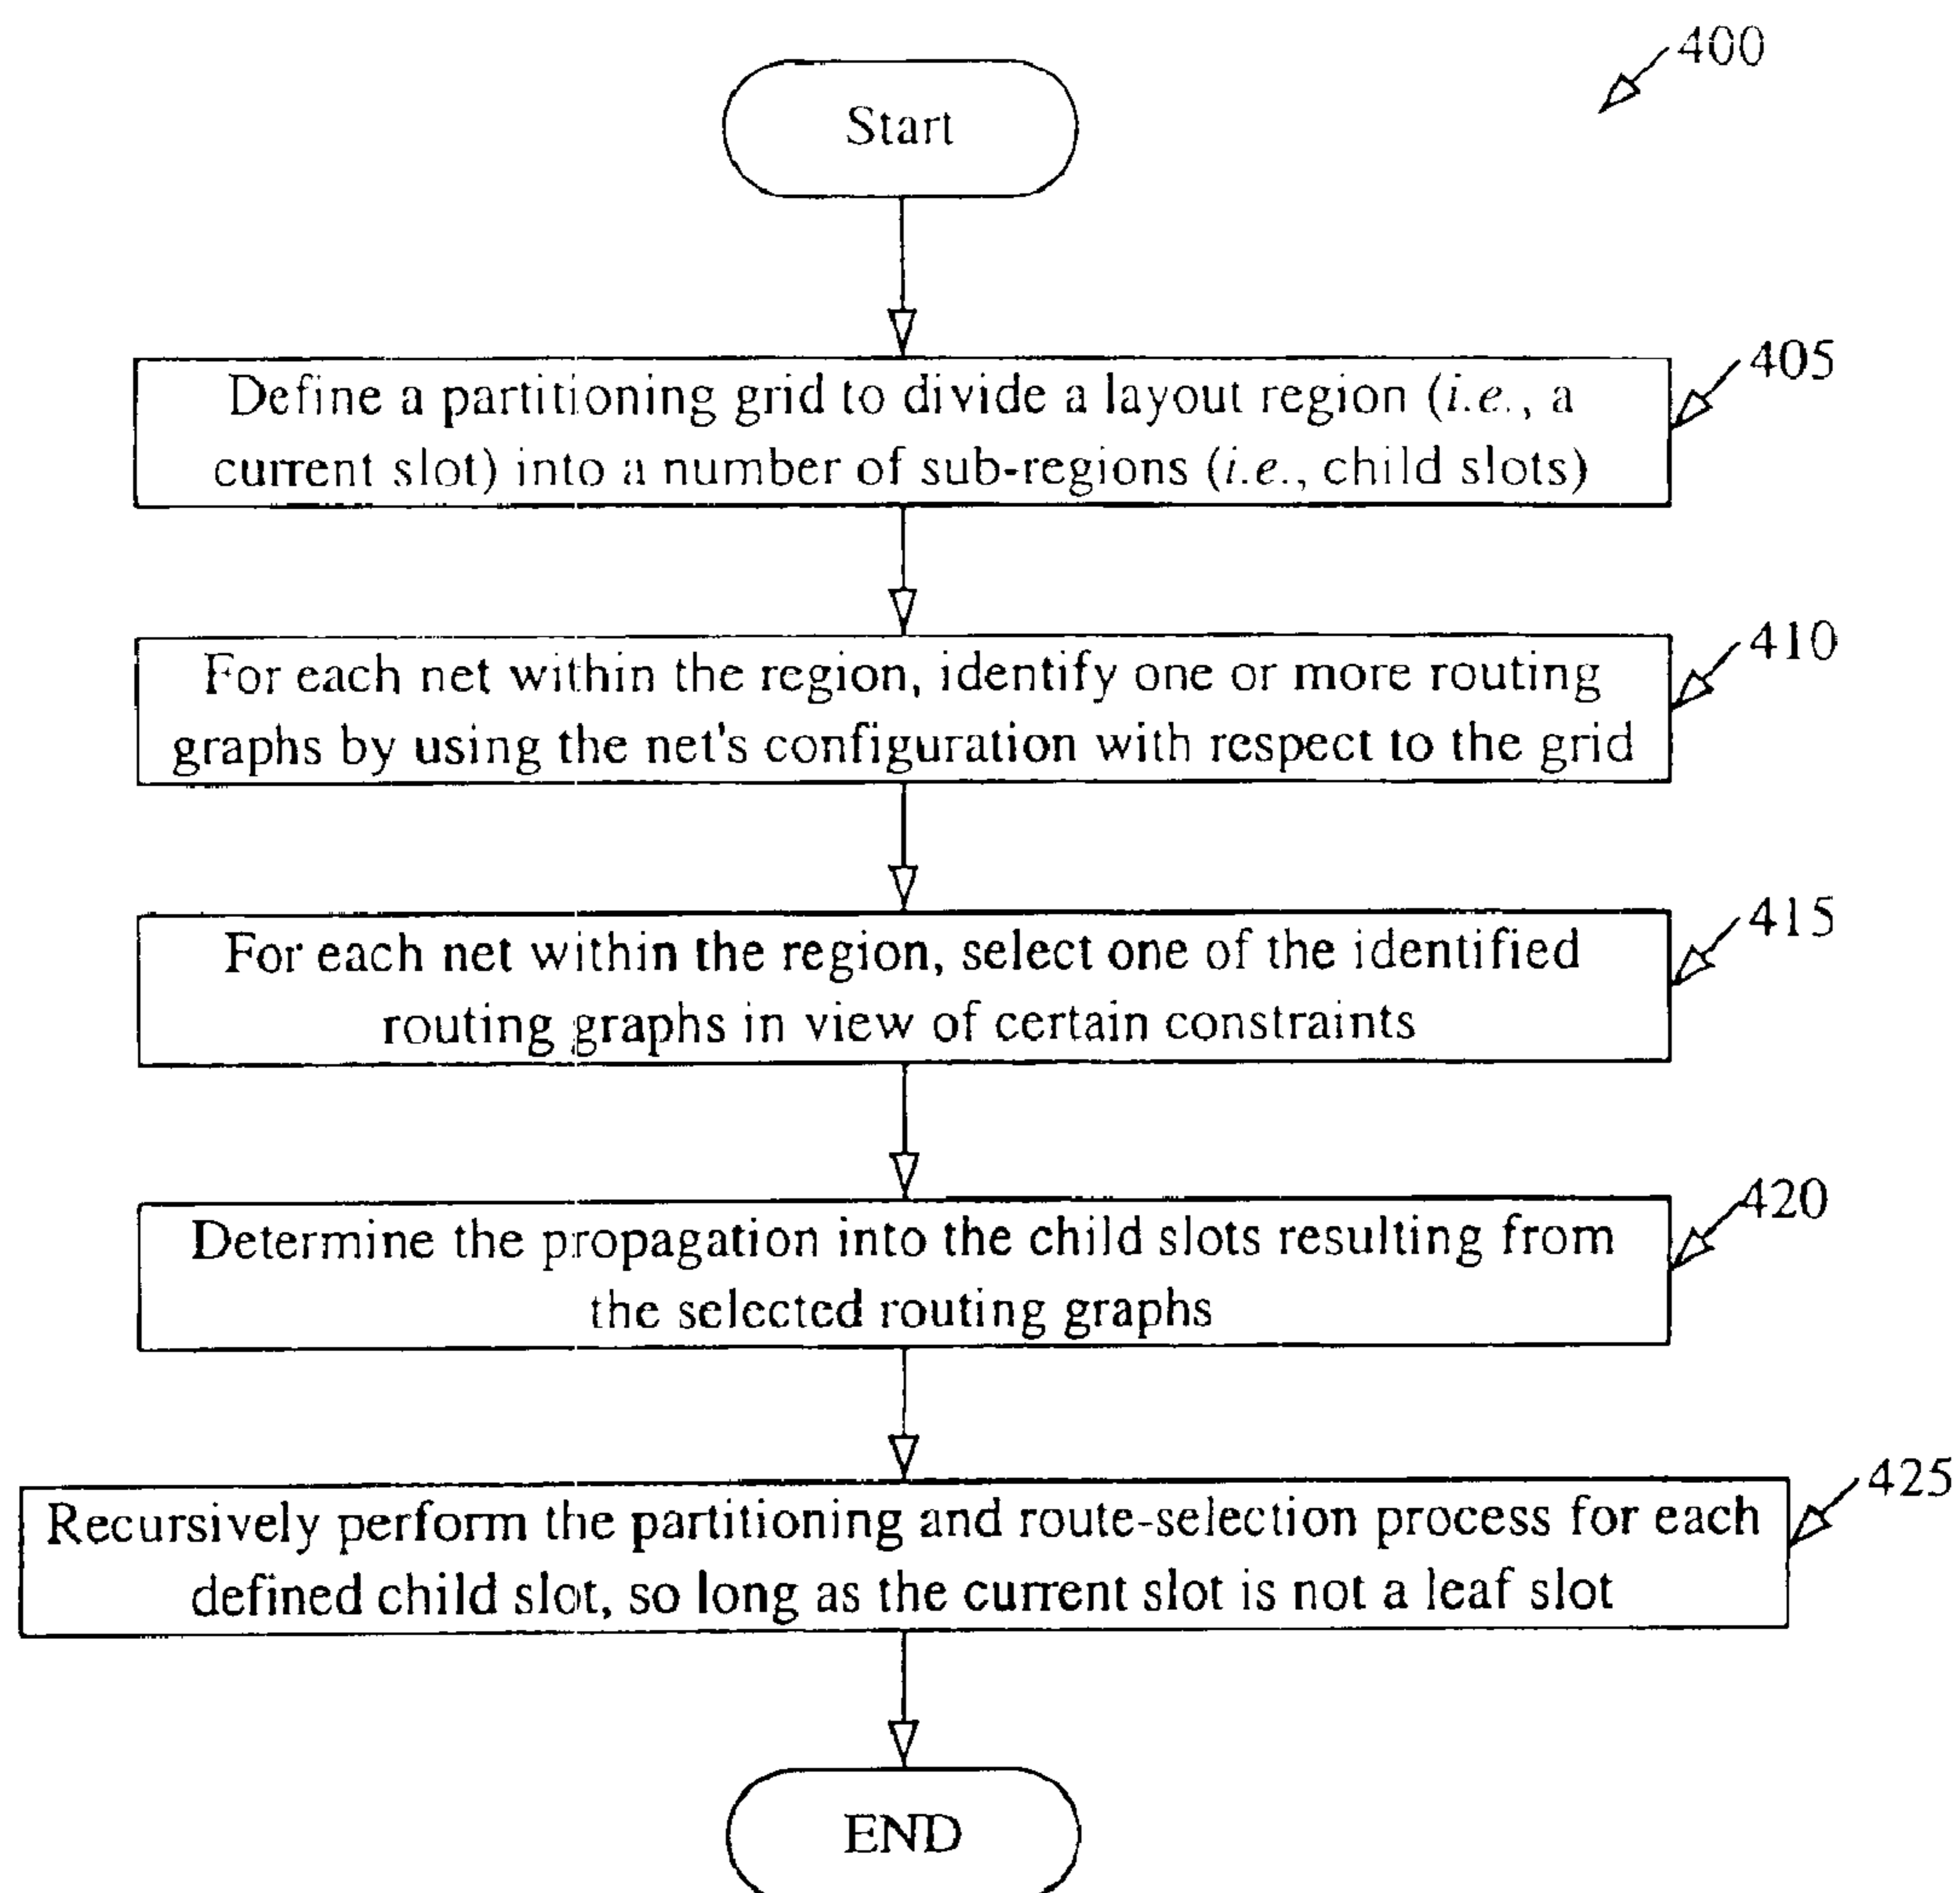 400
Start
405
Define a partitioning grid to divide a layout region (i.e., a
current slot) into a number of sub-regions (i.e., child slots)
410
For each net within the region, identify one or more routing
graphs by using the net's configuration with respect to the grid
415
For each net within the region, select one of the identified
routing graphs in view of certain constraints
420
Determine the propagation into the child slots resulting from
the selected routing graphs
425
Recursively perform the partitioning and route-selection process for each
defined child slot, so long as the current slot is not a leaf slot
END